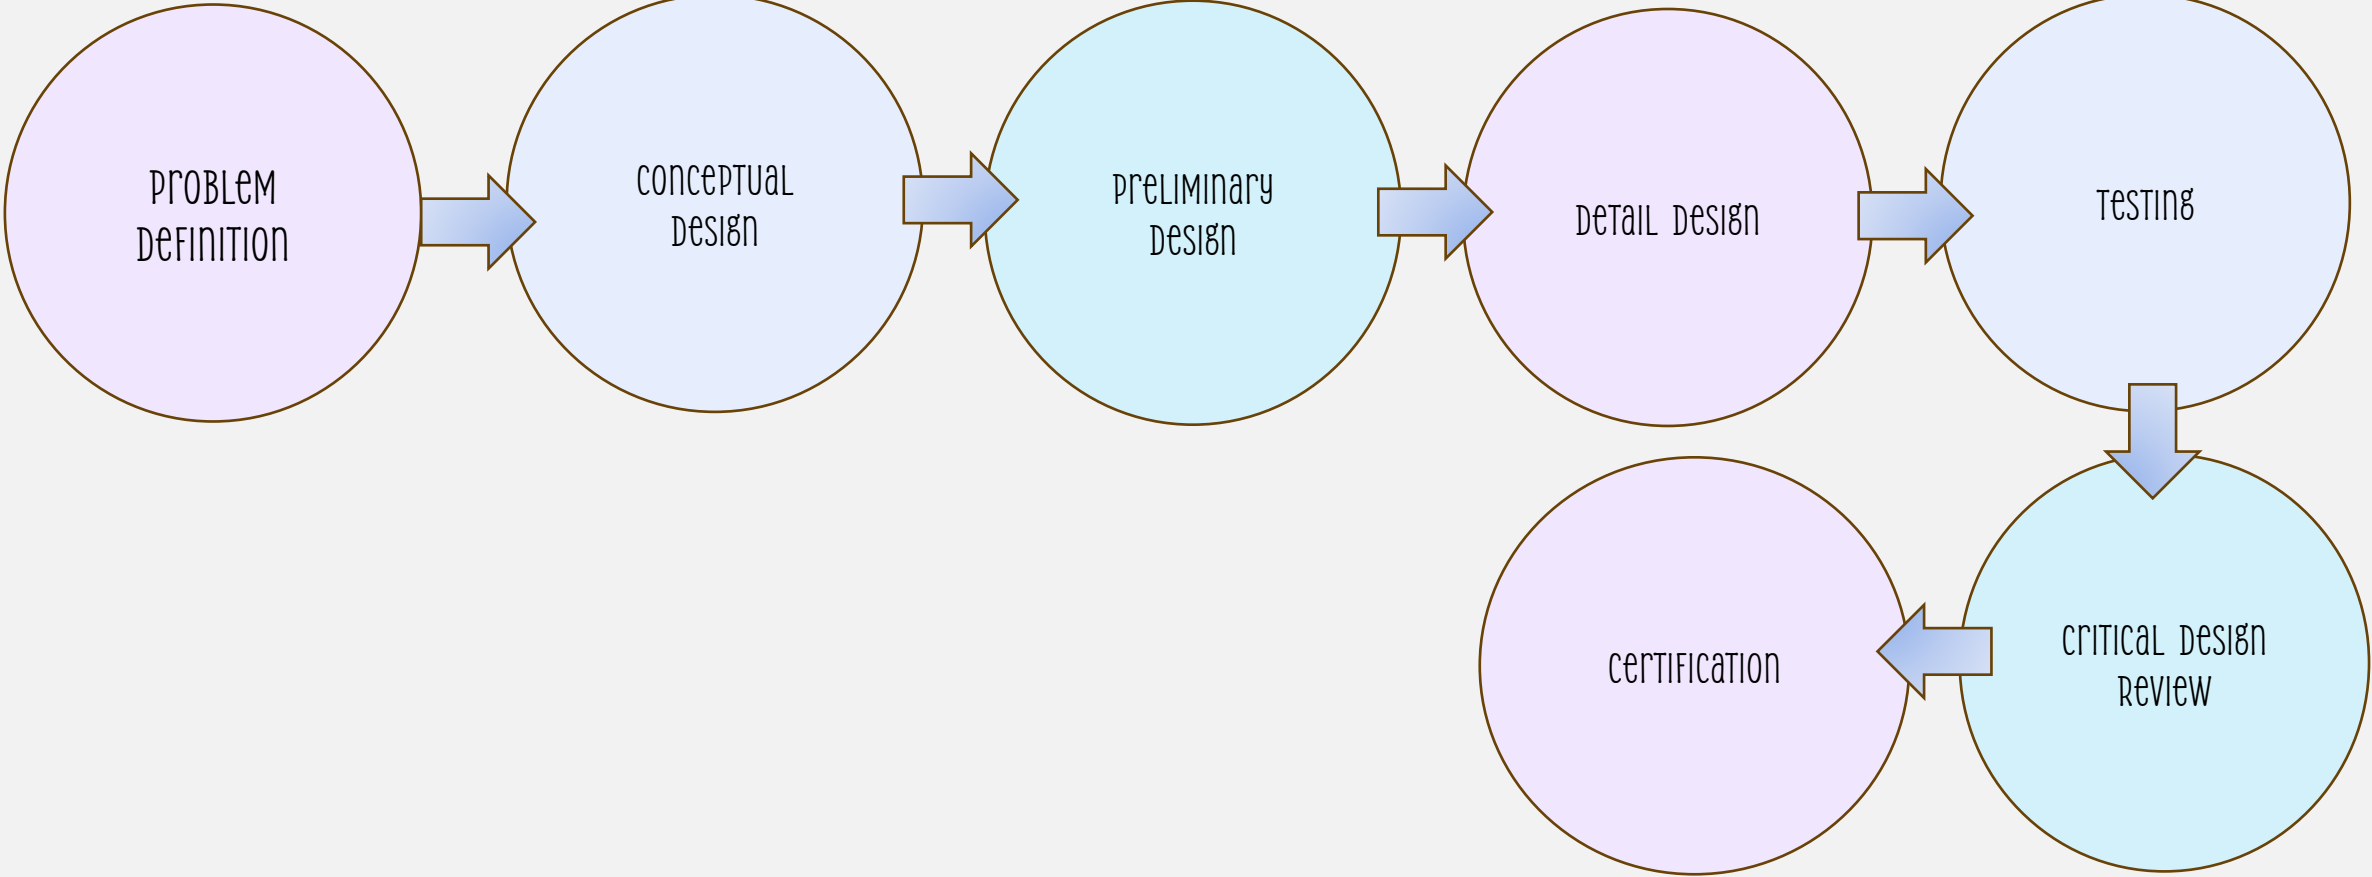 PROBLEM
DEFINITION
CONCEPTUAL
DESIGN
PRELIMINARY
DESIGN
DETAIL DESIGN
TESTING
CRITICAL DESIGN
REVIEW
CERTIFICATION